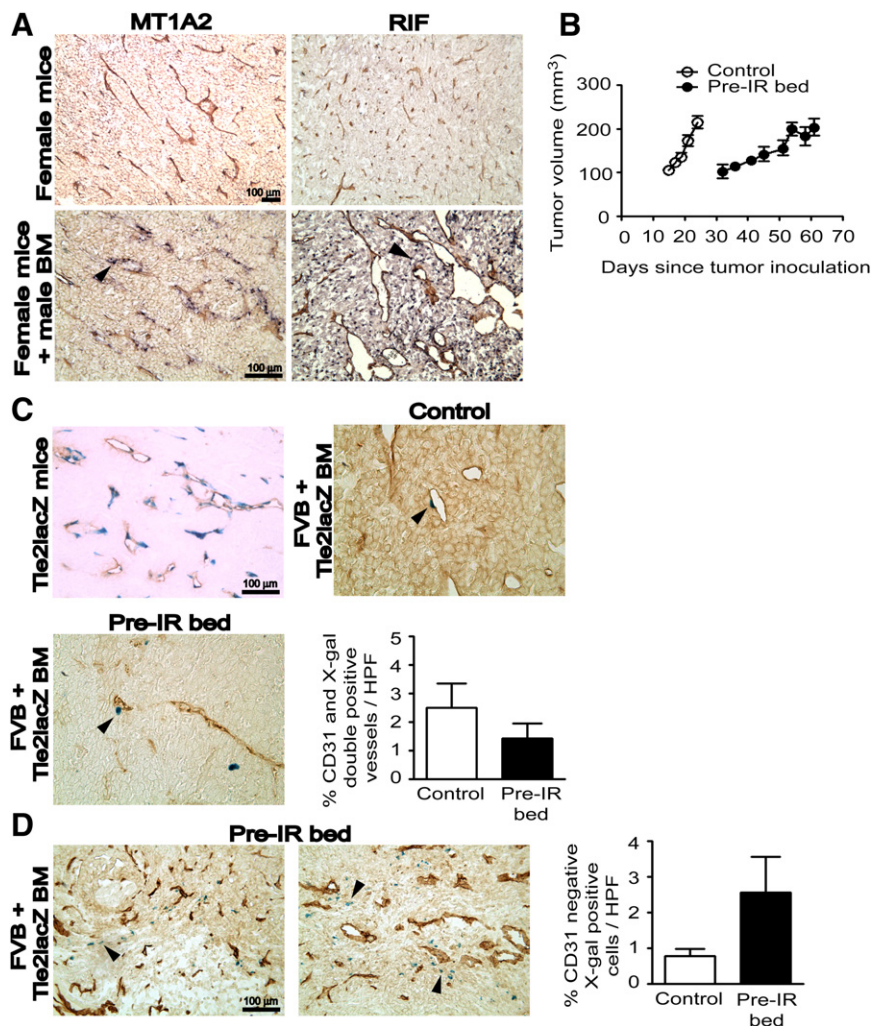 A
MT1A2
RIF
Female mice
100 µm
Female mice
+ male BM
100 µm
B
Control
Pre-IR bed
Tumor volume (mm³)
300
200
100
0
0 10 20 30 40 50 60 70
Days since tumor inoculation
C
Tie2lacZ mice
100 µm
Control
FVB +
Tie2lacZ BM
Pre-IR bed
FVB +
Tie2lacZ BM
% CD31 and X-gal
double positive
vessels / HPF
5
4
3
2
1
0
Control
Pre-IR
bed
D
Pre-IR bed
FVB +
Tie2lacZ BM
100 µm
% CD31 negative
X-gal positive
cells / HPF
4
3
2
1
0
Control
Pre-IR
bed